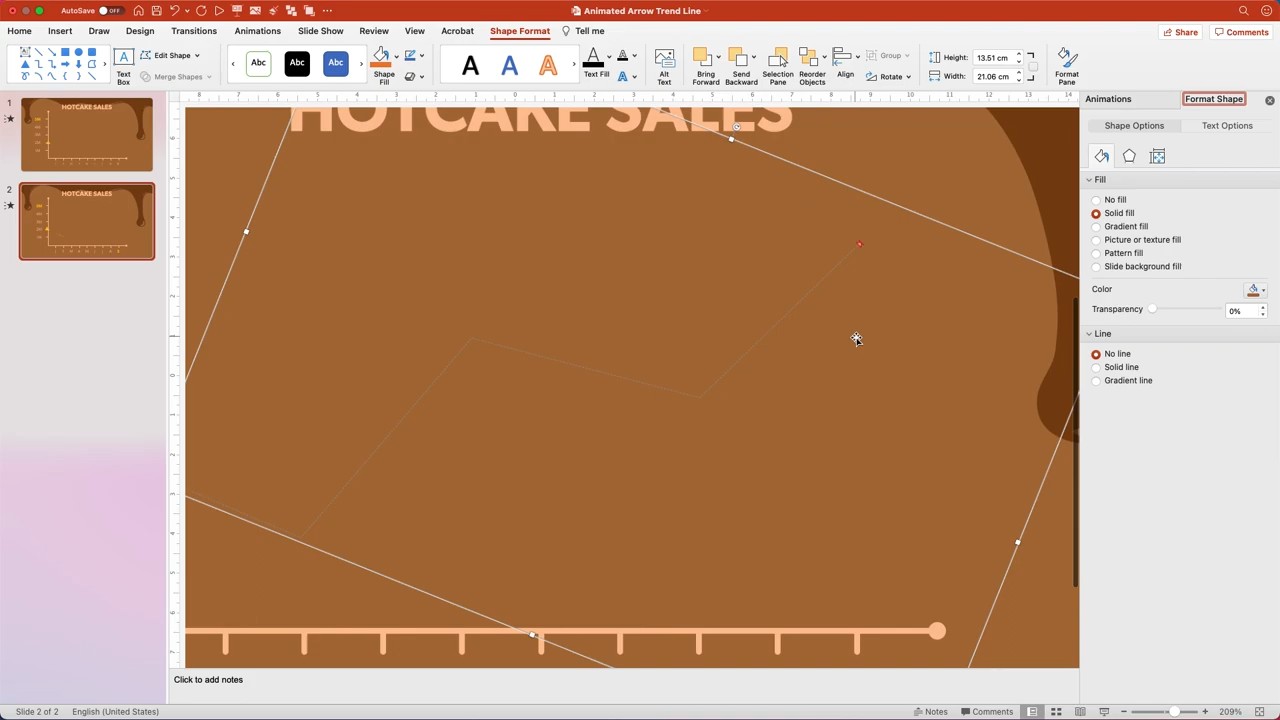 AutoSave OFF
Animated Arrow Trend Line
Home Insert Draw Design Transitions Animations Slide Show Review View Acrobat Shape Format Tell me Share Comments
Text Box
Edit Shape
Merge Shapes
Abc Abc Abc
Shape Fill
A A A
Text Fill
Alt Text
Bring Forward
Send Backward
Selection Pane
Reorder Objects
Align
Group
Rotate
Height: 13.51 cm
Width: 21.06 cm
Format Pane
1
HOTCAKE SALES
2
HOTCAKE SALES
HOTCAKE SALES
Animations Format Shape
Shape Options Text Options
Fill
No fill
Solid fill
Gradient fill
Picture or texture fill
Pattern fill
Slide background fill
Color
Transparency 0%
Line
No line
Solid line
Gradient line
Click to add notes
Slide 2 of 2 English (United States) Notes Comments 209%